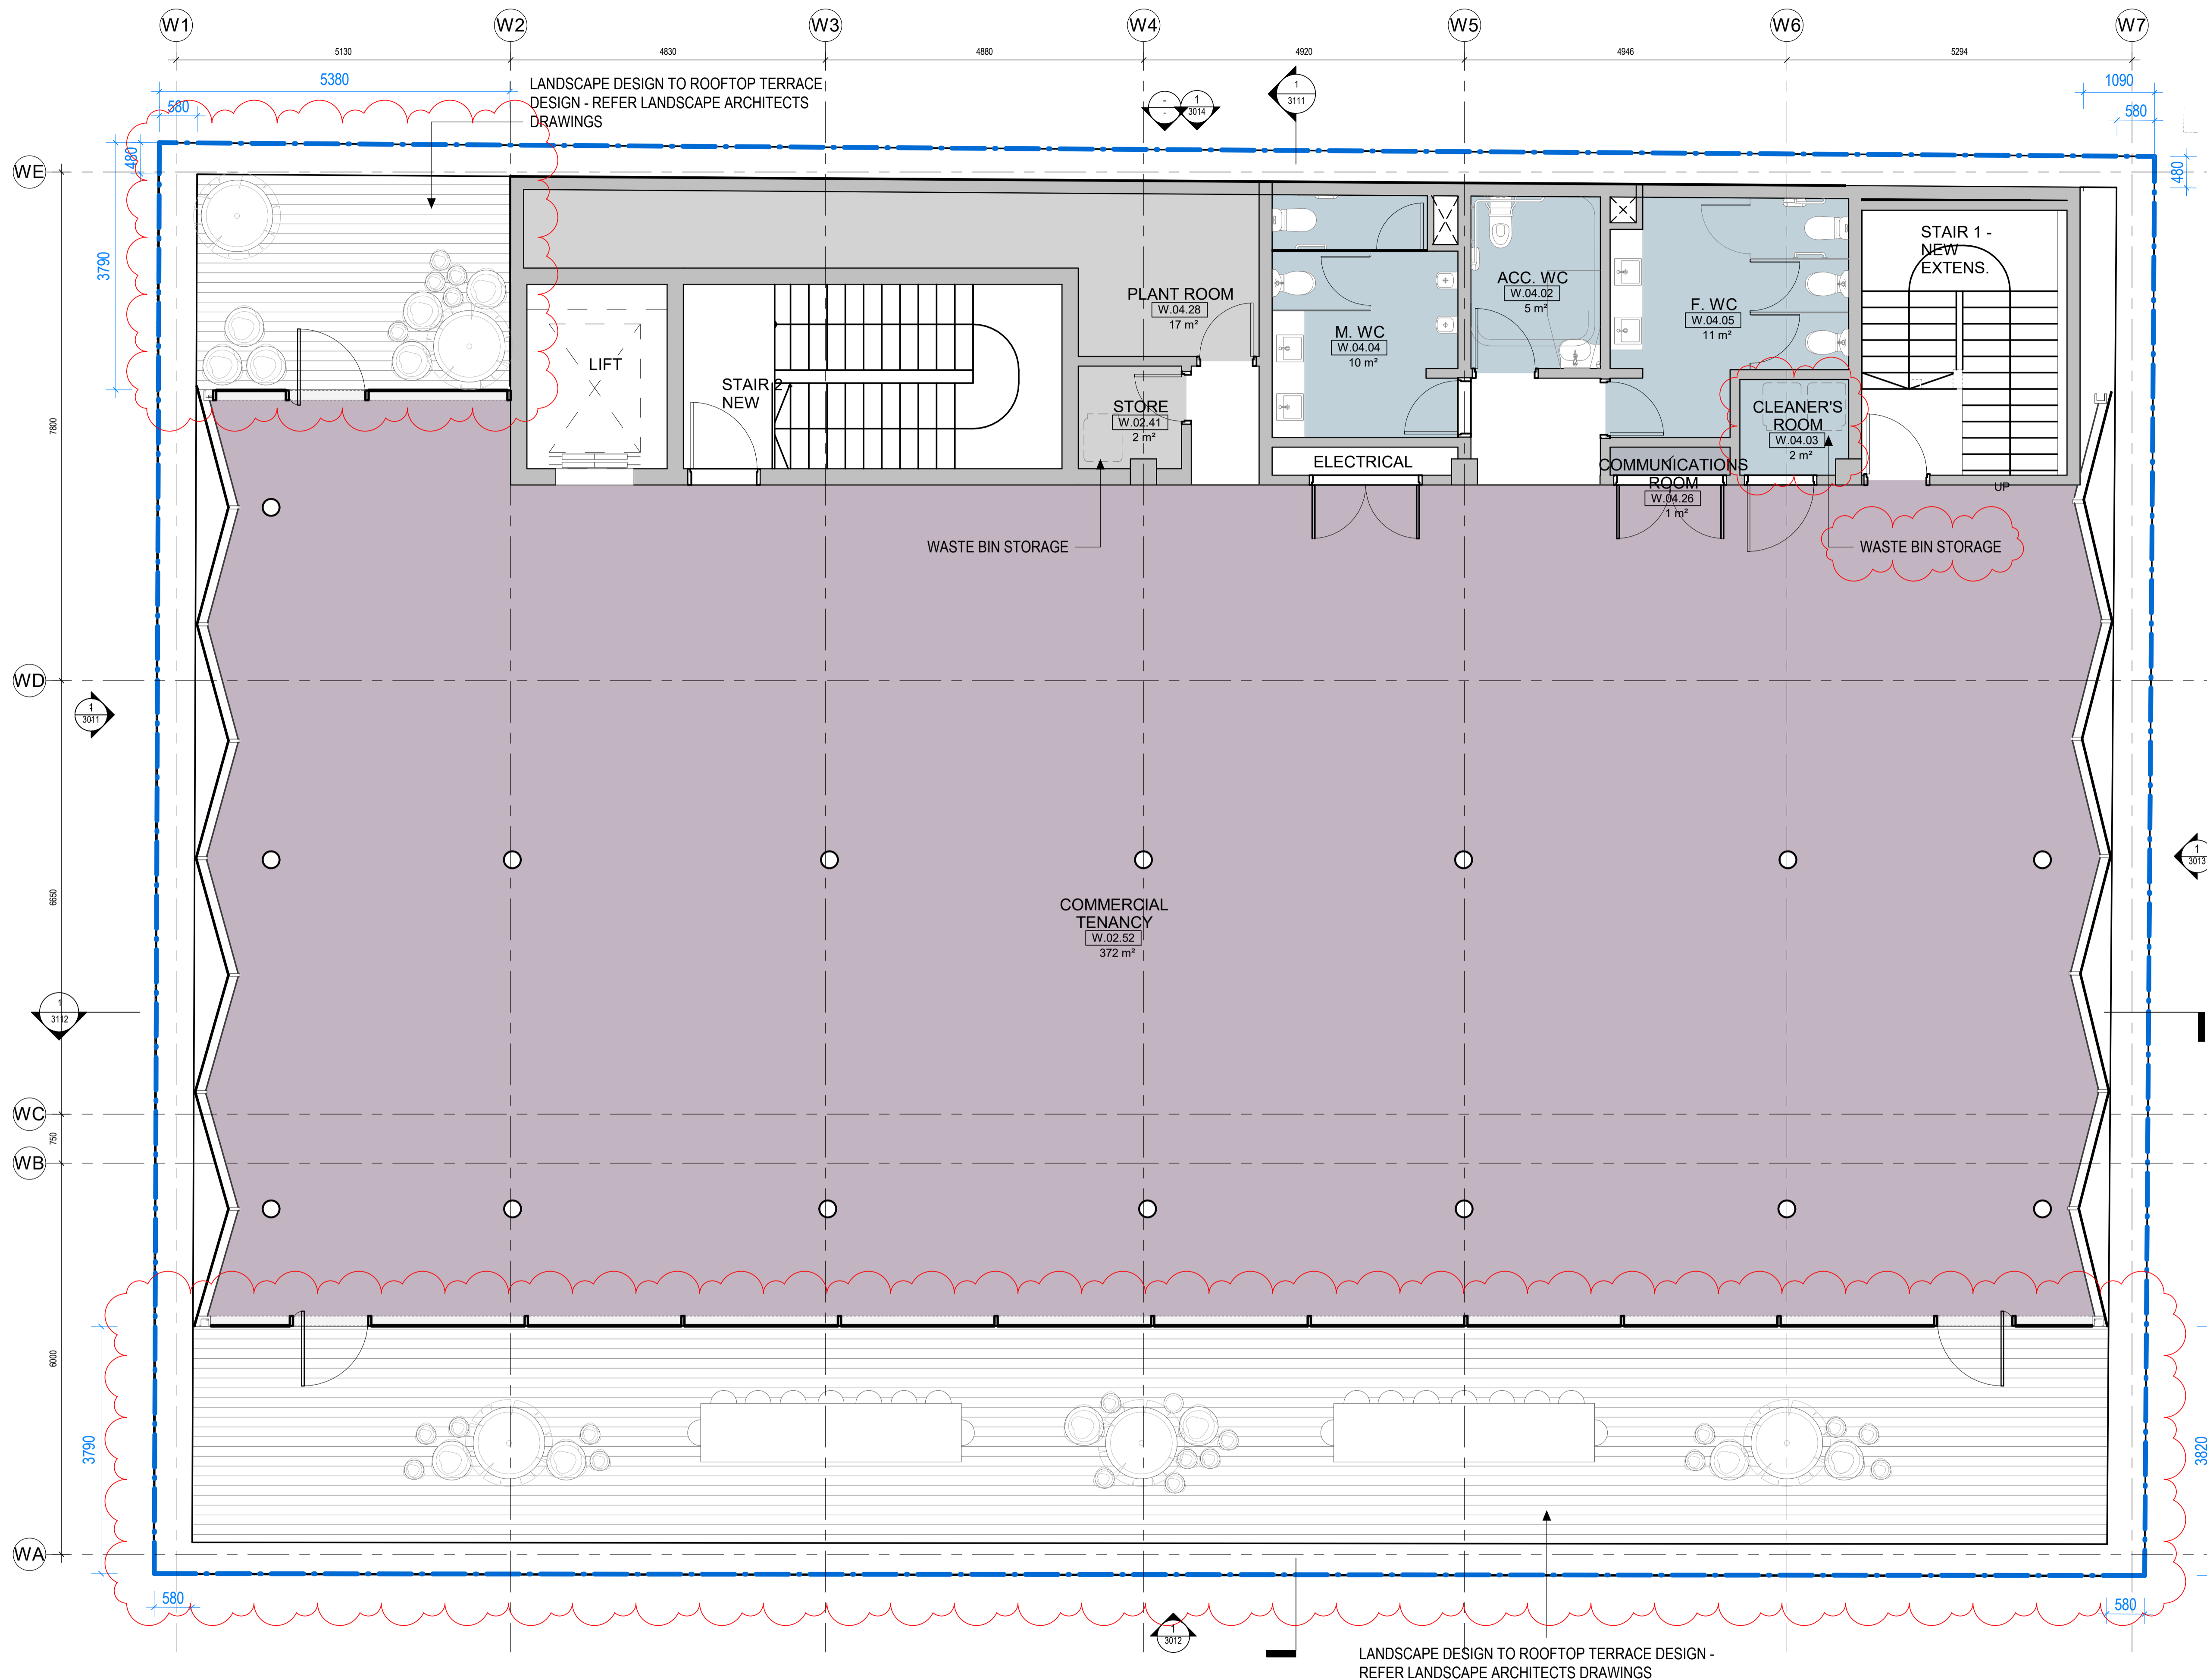 W1
W2
W3
W4
W5
W6
W7
5130
4830
4880
4920
4946
5294
5380
580
1090
580
LANDSCAPE DESIGN TO ROOFTOP TERRACE
DESIGN - REFER LANDSCAPE ARCHITECTS
DRAWINGS
-
-
1
3014
1
3111
480
480
WE
3790
7800
STAIR 1 -
NEW
EXTENS.
PLANT ROOM
W.04.28
17 m²
ACC. WC
W.04.02
5 m²
F. WC
W.04.05
11 m²
M. WC
W.04.04
10 m²
LIFT
STAIR 2
NEW
STORE
W.02.41
2 m²
CLEANER'S
ROOM
W.04.03
2 m²
ELECTRICAL
COMMUNICATIONS
ROOM
W.04.26
1 m²
UP
WASTE BIN STORAGE
WASTE BIN STORAGE
WD
1
3011
1
3013
6650
COMMERCIAL
TENANCY
W.02.52
372 m²
1
3112
WC
750
WB
6000
3790
3820
WA
580
580
1
3012
LANDSCAPE DESIGN TO ROOFTOP TERRACE DESIGN -
REFER LANDSCAPE ARCHITECTS DRAWINGS